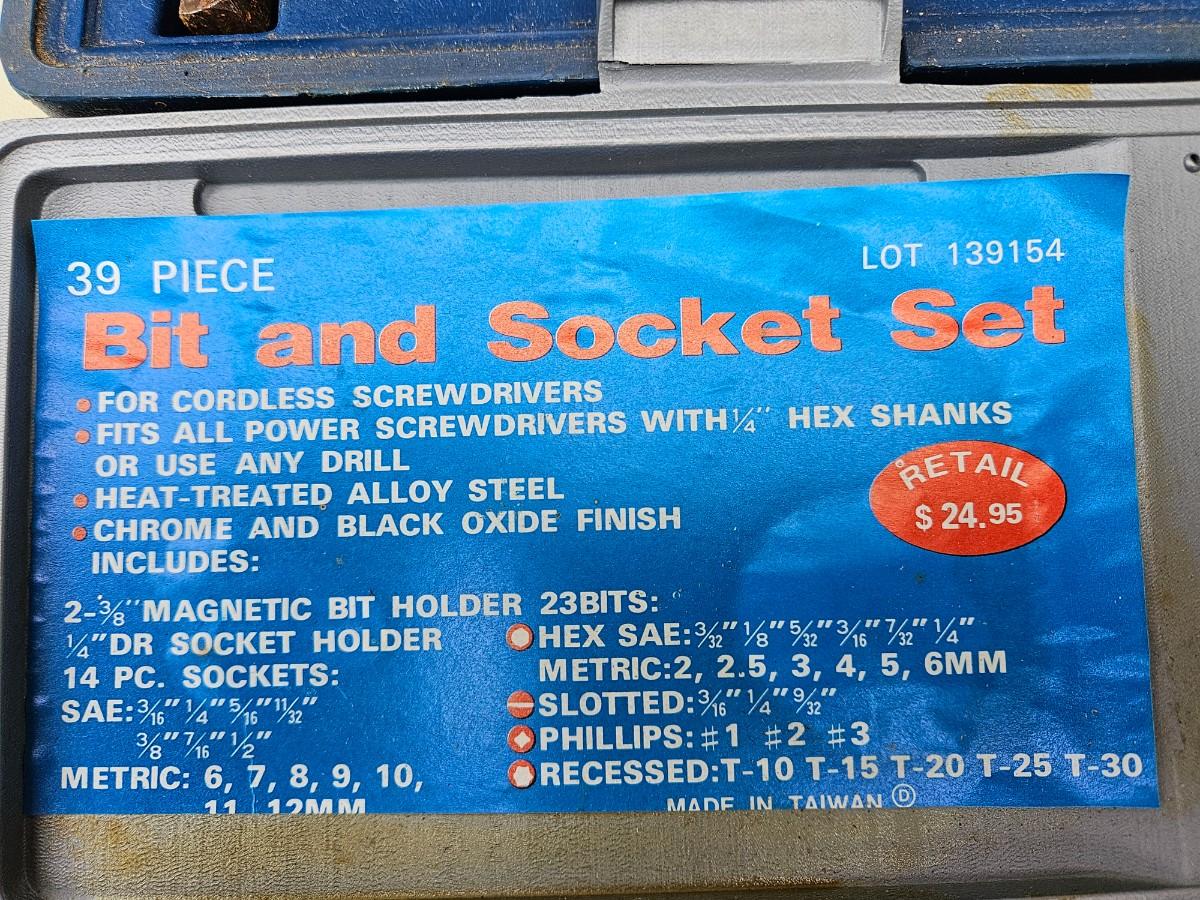 39 PIECE
LOT 139154
Bit and Socket Set
• FOR CORDLESS SCREWDRIVERS
• FITS ALL POWER SCREWDRIVERS WITH 1/4" HEX SHANKS
OR USE ANY DRILL
• HEAT-TREATED ALLOY STEEL
• CHROME AND BLACK OXIDE FINISH
INCLUDES:
RETAIL
$ 24.95
2-3/8" MAGNETIC BIT HOLDER
1/4" DR SOCKET HOLDER
14 PC. SOCKETS:
SAE: 3/16" 1/4" 5/16" 11/32"
3/8" 7/16" 1/2"
METRIC: 6, 7, 8, 9, 10,
11, 12MM
23BITS:
HEX SAE: 3/32" 1/8" 5/32" 3/16" 7/32" 1/4"
METRIC:2, 2.5, 3, 4, 5, 6MM
SLOTTED: 3/16" 1/4" 9/32"
PHILLIPS: #1 #2 #3
RECESSED:T-10 T-15 T-20 T-25 T-30
MADE IN TAIWAN Ⓓ